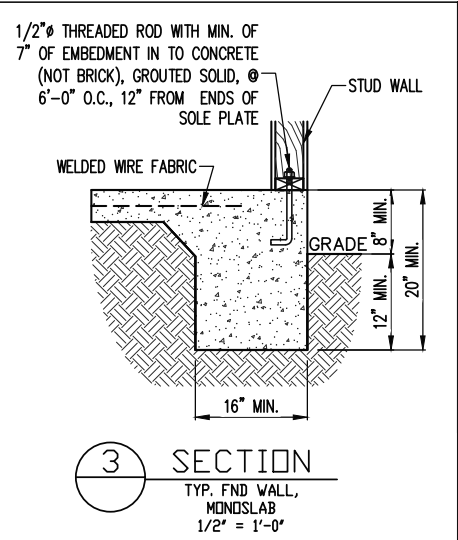 1/2"ø THREADED ROD WITH MIN. OF
7" OF EMBEDMENT IN TO CONCRETE
(NOT BRICK), GROUTED SOLID, @
6'-0" O.C., 12" FROM ENDS OF
SOLE PLATE
STUD WALL
WELDED WIRE FABRIC
GRADE
8" MIN.
12" MIN.
20" MIN.
16" MIN.
3
SECTION
TYP. FND WALL,
MONOSLAB
1/2" = 1'-0"